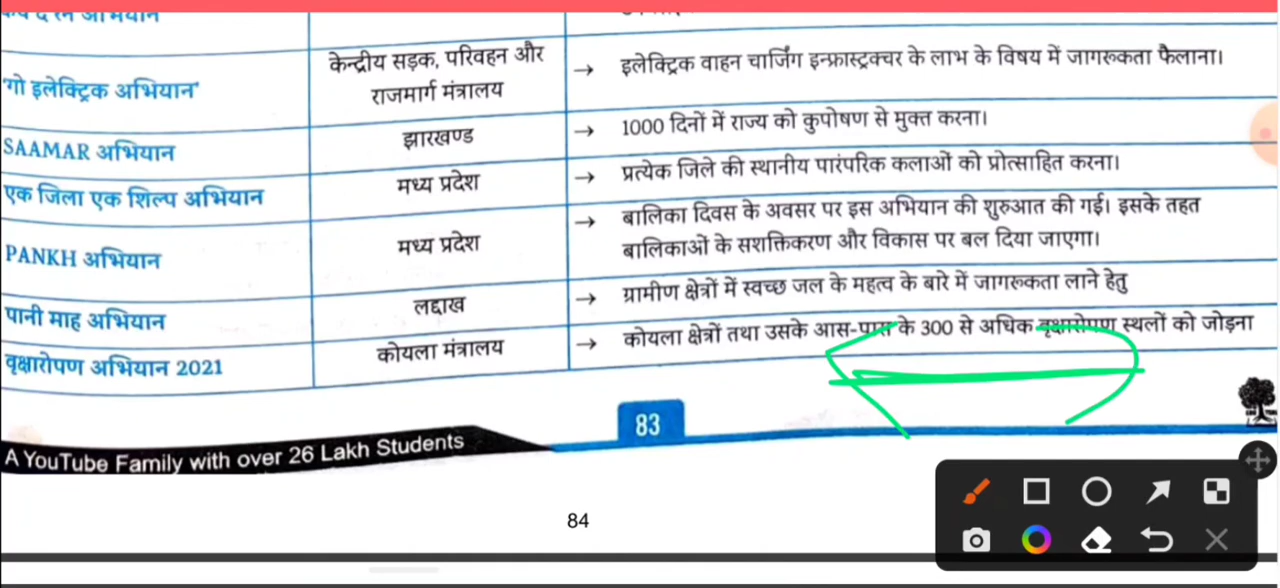 'गो इलेक्ट्रिक अभियान'
केन्द्रीय सड़क, परिवहन और
राजमार्ग मंत्रालय
→ इलेक्ट्रिक वाहन चार्जिंग इन्फ्रास्ट्रक्चर के लाभ के विषय में जागरूकता फैलाना।
SAAMAR अभियान
झारखण्ड
→ 1000 दिनों में राज्य को कुपोषण से मुक्त करना।
एक जिला एक शिल्प अभियान
मध्य प्रदेश
→ प्रत्येक जिले की स्थानीय पारंपरिक कलाओं को प्रोत्साहित करना।
PANKH अभियान
मध्य प्रदेश
→ बालिका दिवस के अवसर पर इस अभियान की शुरुआत की गई। इसके तहत
बालिकाओं के सशक्तिकरण और विकास पर बल दिया जाएगा।
पानी माह अभियान
लद्दाख
→ ग्रामीण क्षेत्रों में स्वच्छ जल के महत्व के बारे में जागरूकता लाने हेतु
वृक्षारोपण अभियान 2021
कोयला मंत्रालय
→ कोयला क्षेत्रों तथा उसके आस-पास के 300 से अधिक वृक्षारोपण स्थलों को जोड़ना
83
A YouTube Family with over 26 Lakh Students
84